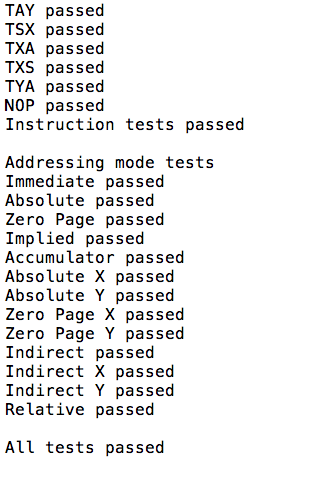 TAY passed
TSX passed
TXA passed
TXS passed
TYA passed
NOP passed
Instruction tests passed
Addressing mode tests
Immediate passed
Absolute passed
Zero Page passed
Implied passed
Accumulator passed
Absolute X passed
Absolute Y passed
Zero Page X passed
Zero Page Y passed
Indirect passed
Indirect X passed
Indirect Y passed
Relative passed
All tests passed